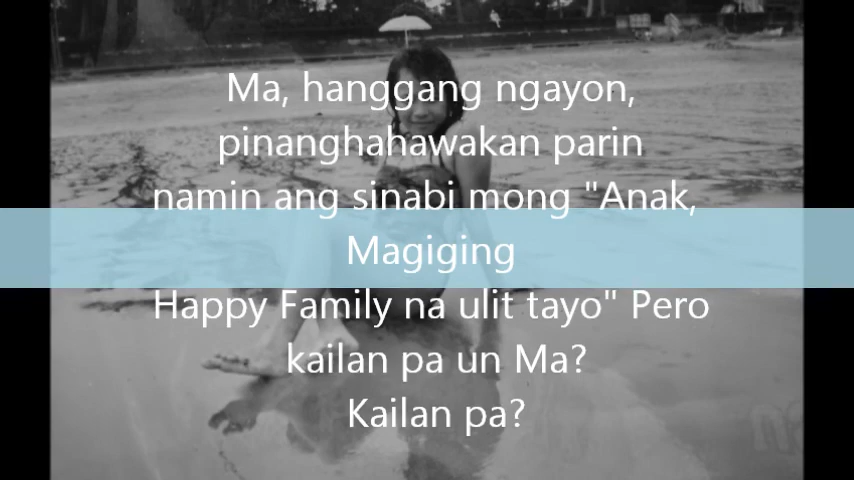 Ma, hanggang ngayon,
pinanghahawakan parin
namin ang sinabi mong "Anak,
Magiging
Happy Family na ulit tayo" Pero
kailan pa un Ma?
Kailan pa?